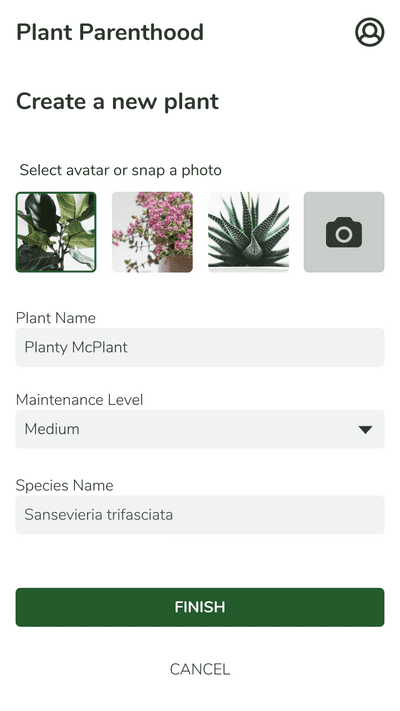 Plant Parenthood
Create a new plant
Select avatar or snap a photo
Plant Name
Planty McPlant
Maintenance Level
Medium
Species Name
Sansevieria trifasciata
FINISH
CANCEL